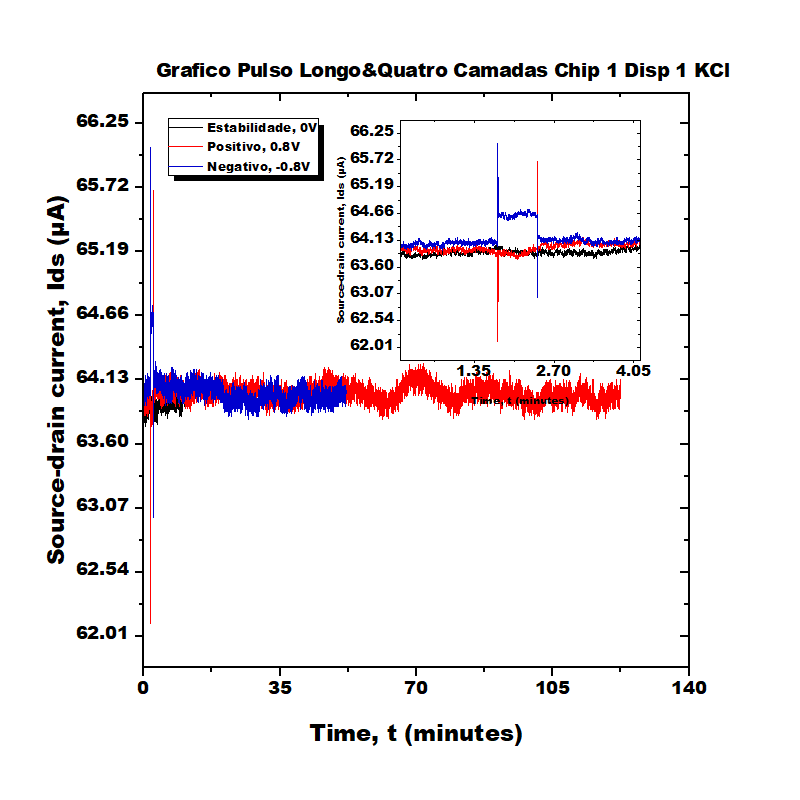 Grafico Pulso Longo&Quatro Camadas Chip 1 Disp 1 KCl
Estabilidade, 0V
Positivo, 0.8V
Negativo, -0.8V
Source-drain current, Ids (µA)
66.25
65.72
65.19
64.66
64.13
63.60
63.07
62.54
62.01
0 35 70 105 140
Time, t (minutes)
Source-drain current, Ids (µA)
66.25
65.72
65.19
64.66
64.13
63.60
63.07
62.54
62.01
1.35 2.70 4.05
Time, t (minutes)